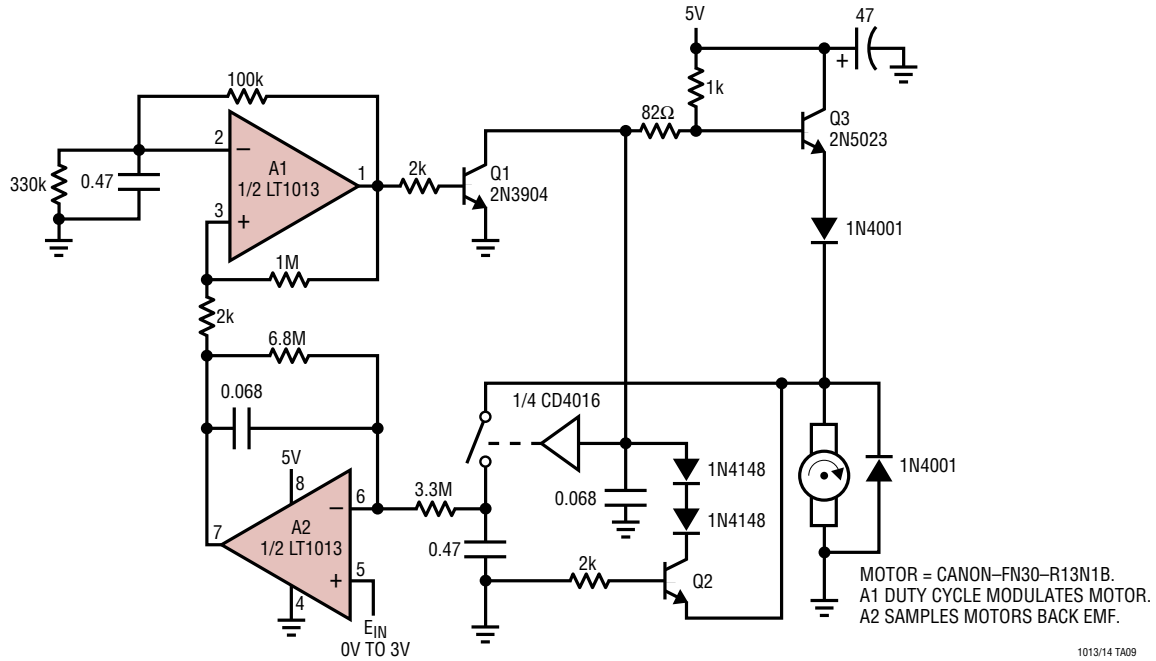 5V
47
+
100k
1k
82Ω
Q3
2N5023
2
−
A1
1/2 LT1013
1
2k
Q1
2N3904
330k
0.47
3
+
1N4001
1M
2k
6.8M
0.068
1/4 CD4016
5V
8
1N4148
1N4001
3.3M
6
−
0.068
1N4148
7
A2
1/2 LT1013
0.47
+
5
2k
Q2
4
EIN
0V TO 3V
MOTOR = CANON–FN30–R13N1B.
A1 DUTY CYCLE MODULATES MOTOR.
A2 SAMPLES MOTORS BACK EMF.
1013/14 TA09